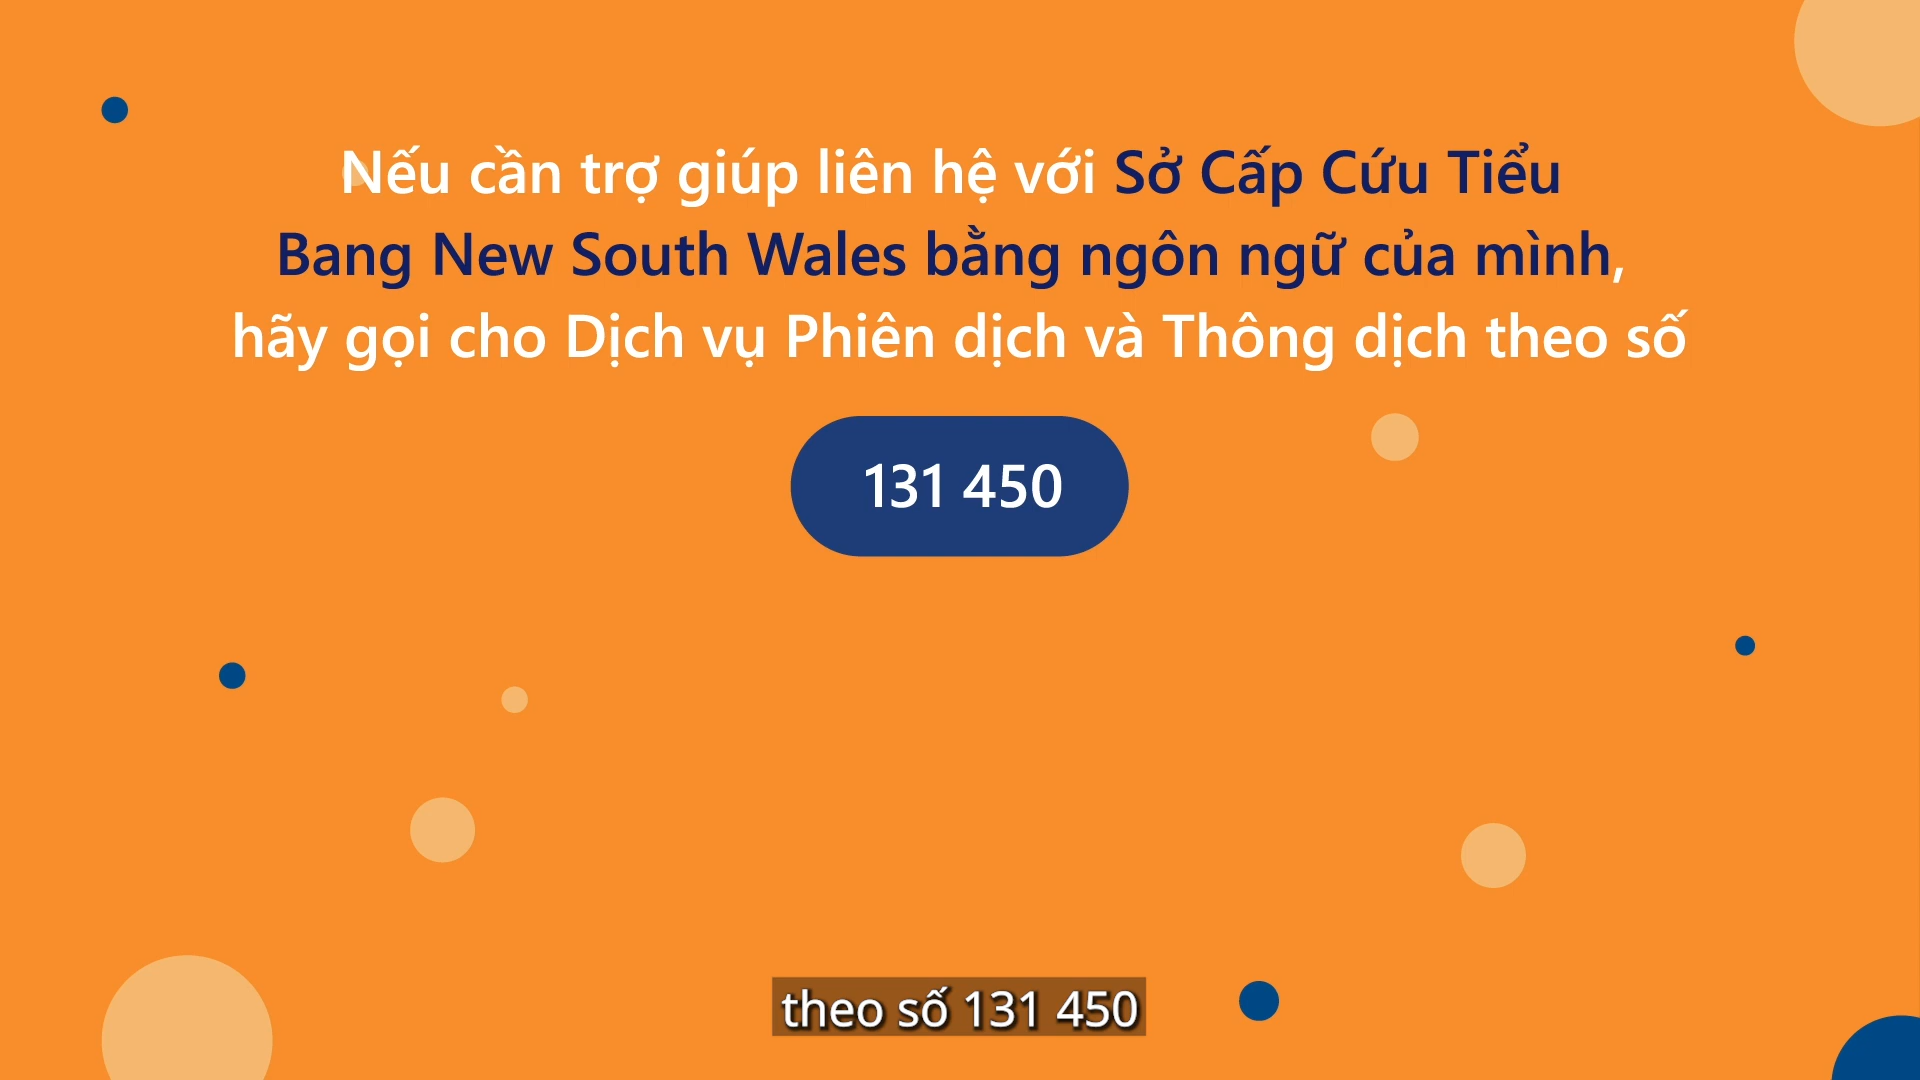 Nếu cần trợ giúp liên hệ với Sở Cấp Cứu Tiểu
Bang New South Wales bằng ngôn ngữ của mình,
hãy gọi cho Dịch vụ Phiên dịch và Thông dịch theo số
131 450
theo số 131 450